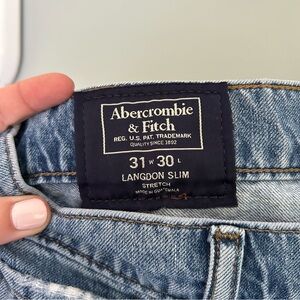 Abercrombie
& Fitch
REG. U.S. PAT. TRADEMARK
QUALITY SINCE 1892
31 W 30 L
LANGDON SLIM
STRETCH
MADE IN GUATEMALA